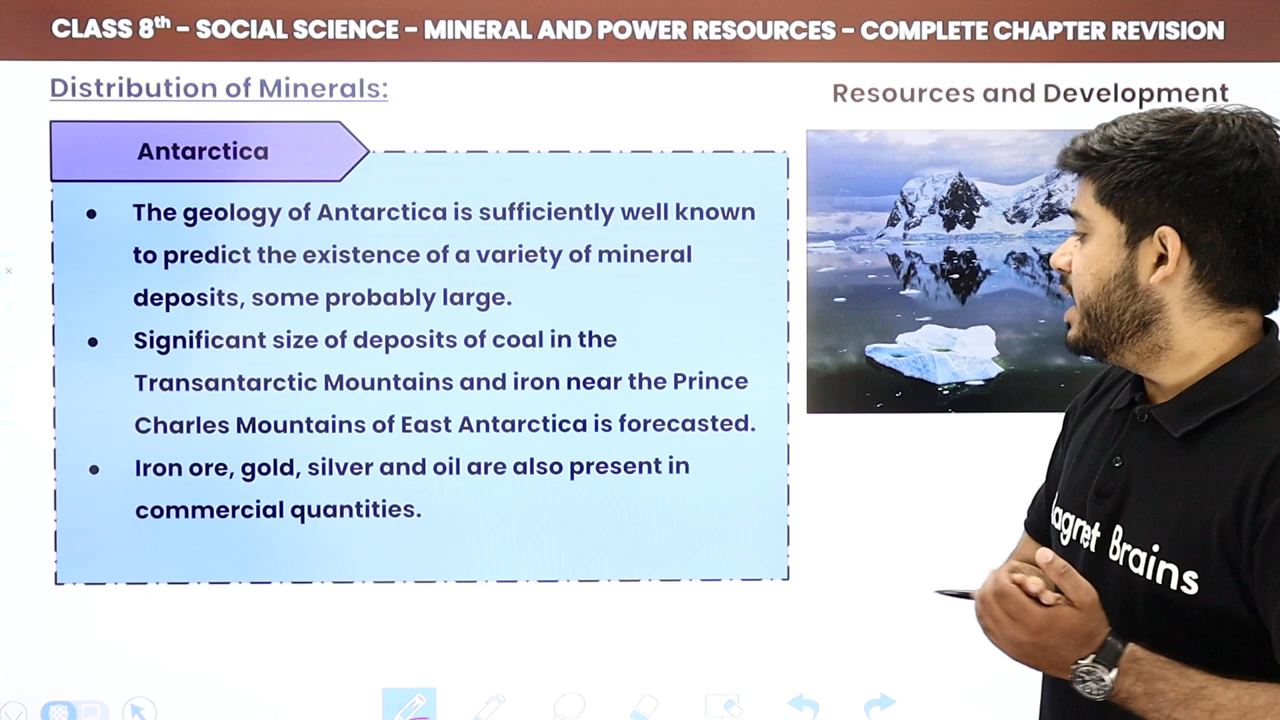 CLASS 8th – SOCIAL SCIENCE – MINERAL AND POWER RESOURCES – COMPLETE CHAPTER REVISION
Distribution of Minerals:
Resources and Development
Antarctica
• The geology of Antarctica is sufficiently well known
to predict the existence of a variety of mineral
deposits, some probably large.
• Significant size of deposits of coal in the
Transantarctic Mountains and iron near the Prince
Charles Mountains of East Antarctica is forecasted.
• Iron ore, gold, silver and oil are also present in
commercial quantities.
Brains